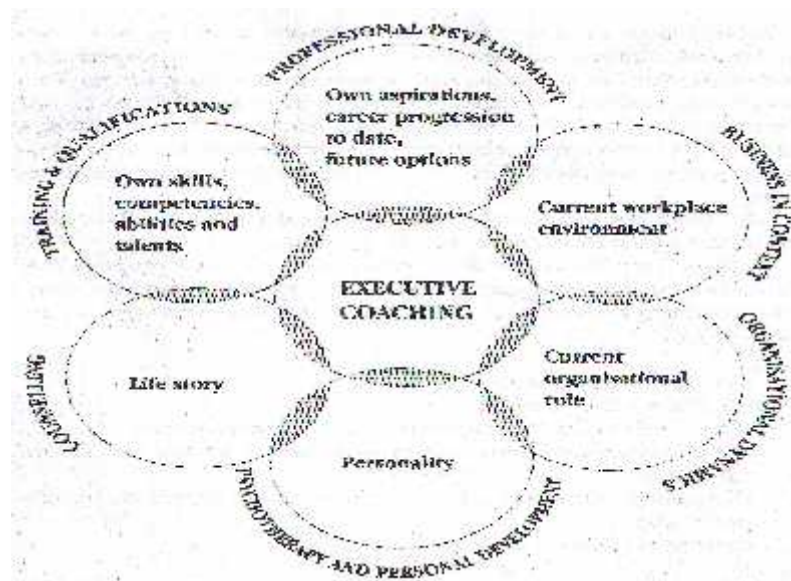 PROFESSIONAL DEVELOPMENT
Own aspirations,
career progression
to date,
future options
TRAINING & QUALIFICATIONS
Own skills,
competencies,
abilities and
talents
BUSINESS IN CONTEXT
Current workplace
environment
EXECUTIVE
COACHING
COUNSELLING
Life story
Current
organisational
role
ORGANISATIONAL DYNAMICS
Personality
PSYCHOTHERAPY AND PERSONAL DEVELOPMENT